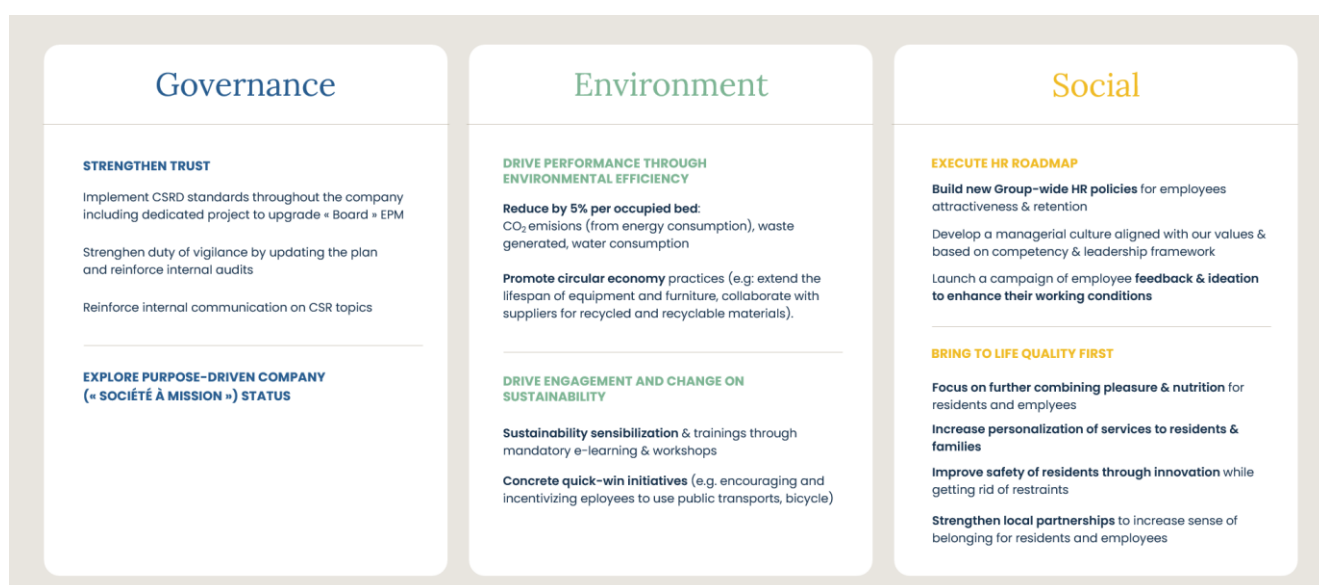 Governance
STRENGTHEN TRUST
Implement CSRD standards throughout the company
including dedicated project to upgrade « Board » EPM
Strenghen duty of vigilance by updating the plan
and reinforce internal audits
Reinforce internal communication on CSR topics
EXPLORE PURPOSE-DRIVEN COMPANY
(« SOCIÉTÉ À MISSION ») STATUS
Environment
DRIVE PERFORMANCE THROUGH
ENVIRONMENTAL EFFICIENCY
Reduce by 5% per occupied bed:
CO₂ emisions (from energy consumption), waste
generated, water consumption
Promote circular economy practices (e.g: extend the
lifespan of equipment and furniture, collaborate with
suppliers for recycled and recyclable materials).
DRIVE ENGAGEMENT AND CHANGE ON
SUSTAINABILITY
Sustainability sensibilization & trainings through
mandatory e-learning & workshops
Concrete quick-win initiatives (e.g. encouraging and
incentivizing eployees to use public transports, bicycle)
Social
EXECUTE HR ROADMAP
Build new Group-wide HR policies for employees
attractiveness & retention
Develop a managerial culture aligned with our values &
based on competency & leadership framework
Launch a campaign of employee feedback & ideation
to enhance their working conditions
BRING TO LIFE QUALITY FIRST
Focus on further combining pleasure & nutrition for
residents and emplyees
Increase personalization of services to residents &
families
Improve safety of residents through innovation while
getting rid of restraints
Strengthen local partnerships to increase sense of
belonging for residents and employees